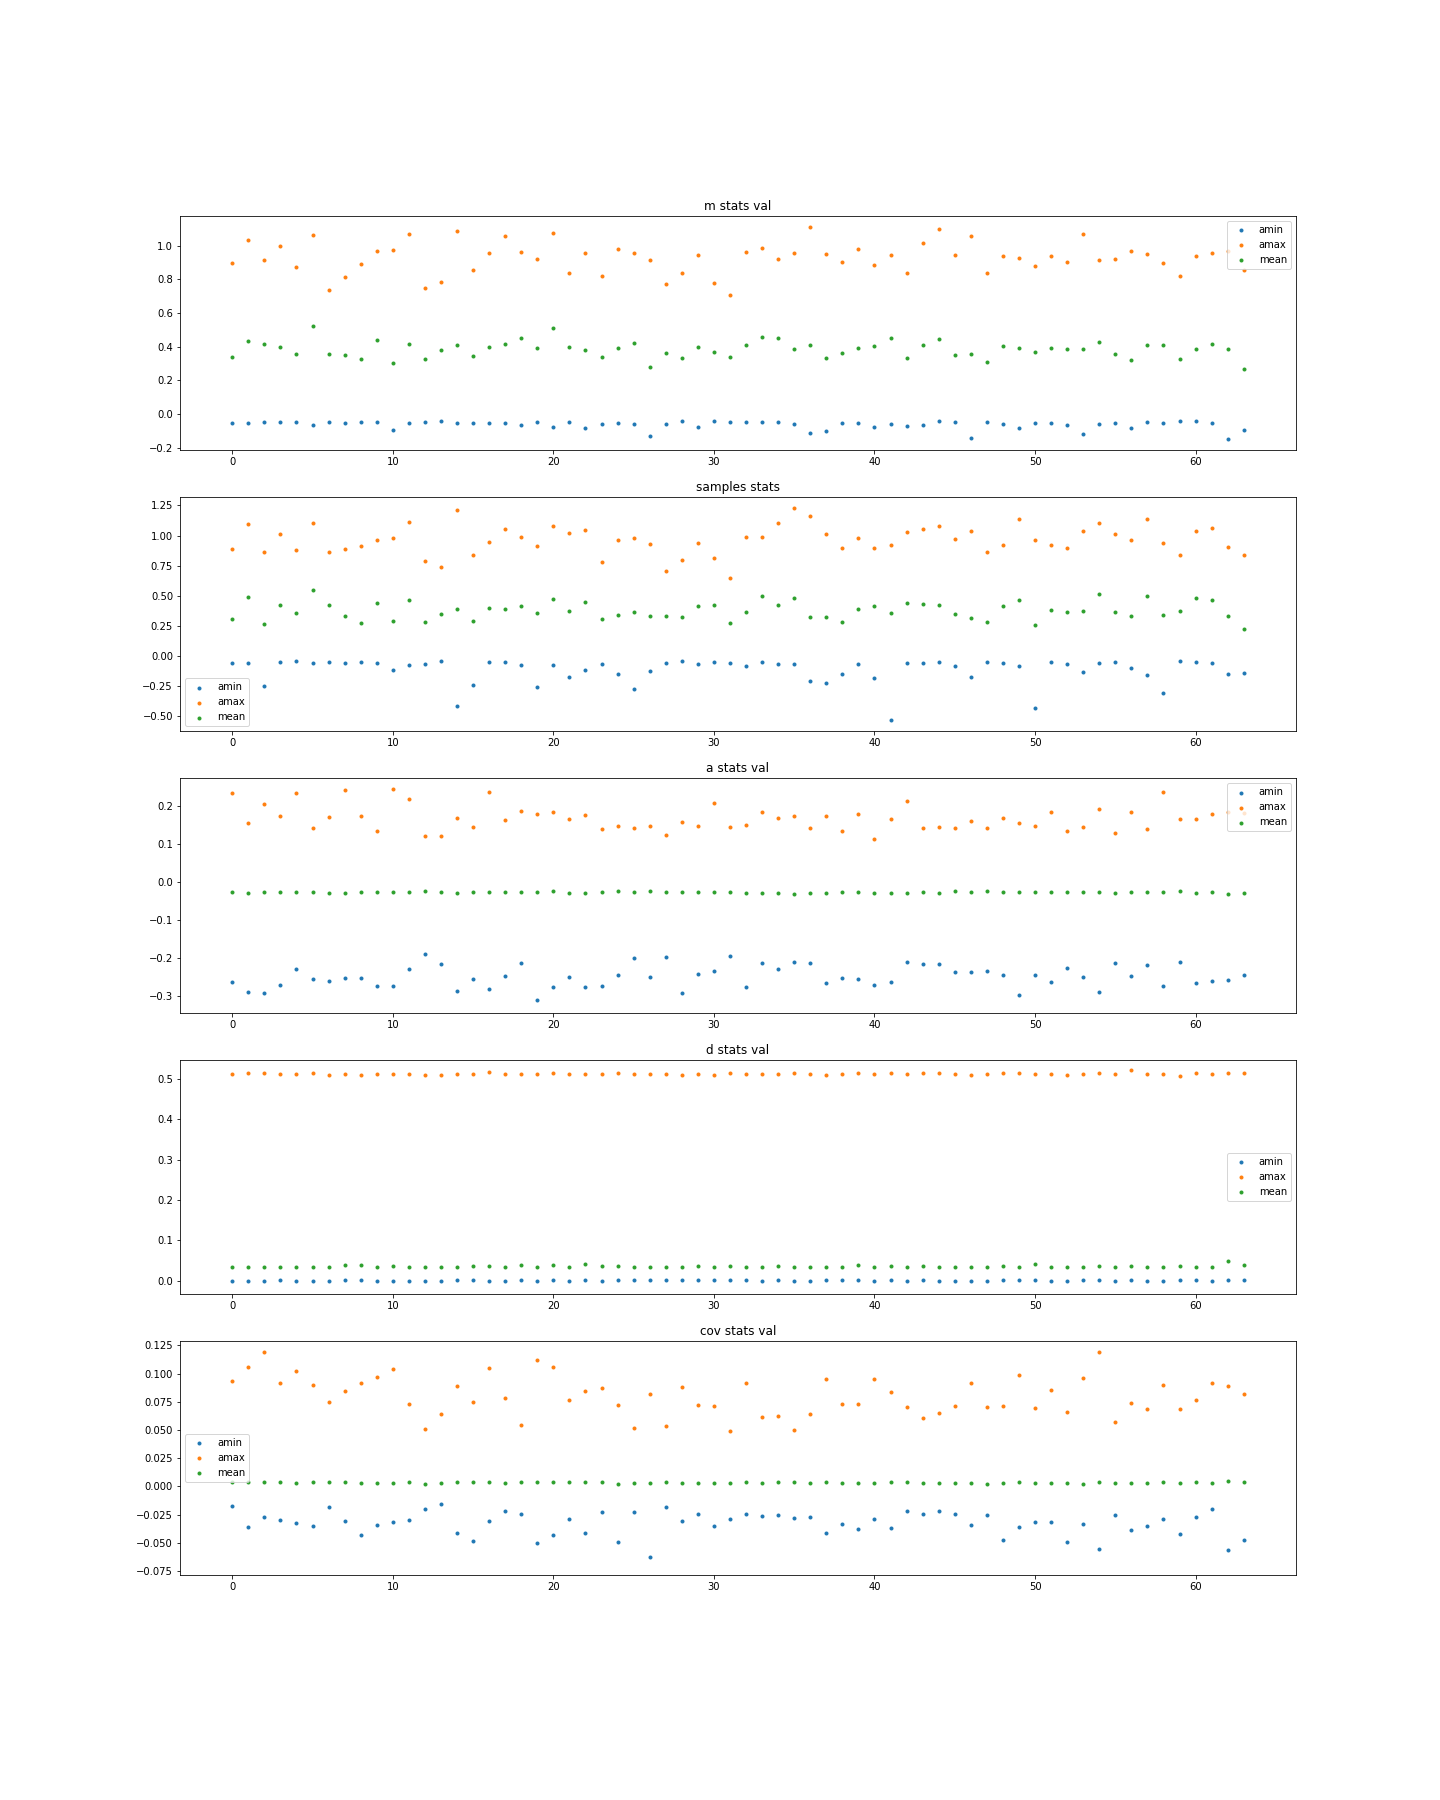 m stats val
1.0
0.8
0.6
0.4
0.2
0.0
−0.2
amin
amax
mean
0 10 20 30 40 50 60
samples stats
1.25
1.00
0.75
0.50
0.25
0.00
−0.25
−0.50
amin
amax
mean
0 10 20 30 40 50 60
a stats val
0.2
0.1
0.0
−0.1
−0.2
−0.3
amin
amax
mean
0 10 20 30 40 50 60
d stats val
0.5
0.4
0.3
0.2
0.1
0.0
amin
amax
mean
0 10 20 30 40 50 60
cov stats val
0.125
0.100
0.075
0.050
0.025
0.000
−0.025
−0.050
−0.075
amin
amax
mean
0 10 20 30 40 50 60